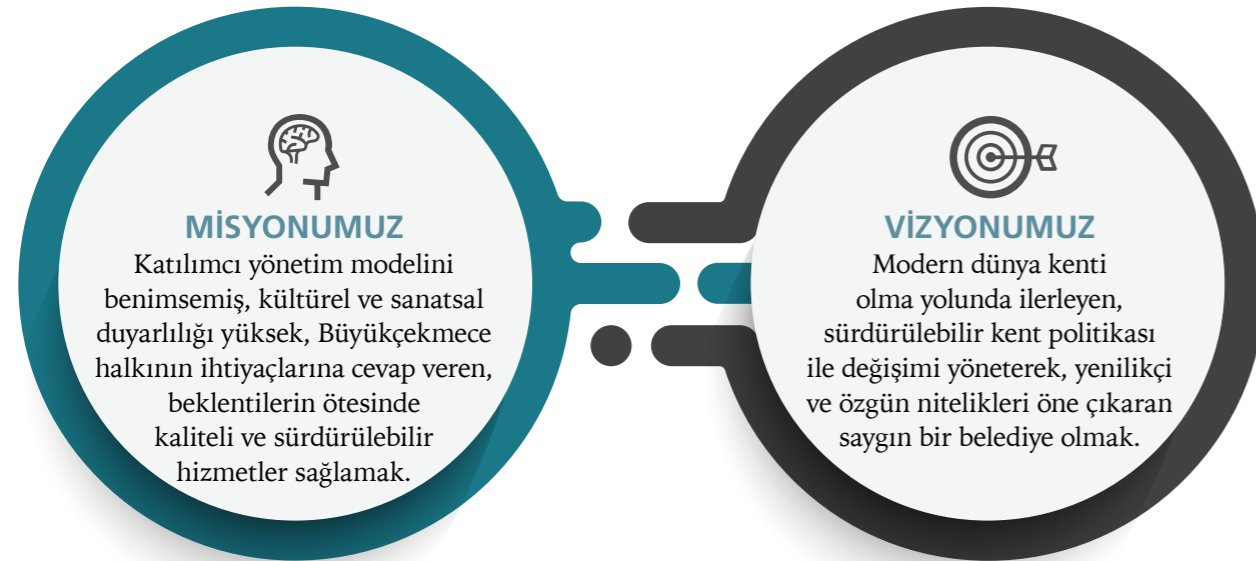 MİSYONUMUZ
Katılımcı yönetim modelini
benimsemiş, kültürel ve sanatsal
duyarlılığı yüksek, Büyükçekmece
halkının ihtiyaçlarına cevap veren,
beklentilerin ötesinde
kaliteli ve sürdürülebilir
hizmetler sağlamak.
VİZYONUMUZ
Modern dünya kenti
olma yolunda ilerleyen,
sürdürülebilir kent politikası
ile değişimi yöneterek, yenilikçi
ve özgün nitelikleri öne çıkaran
saygın bir belediye olmak.